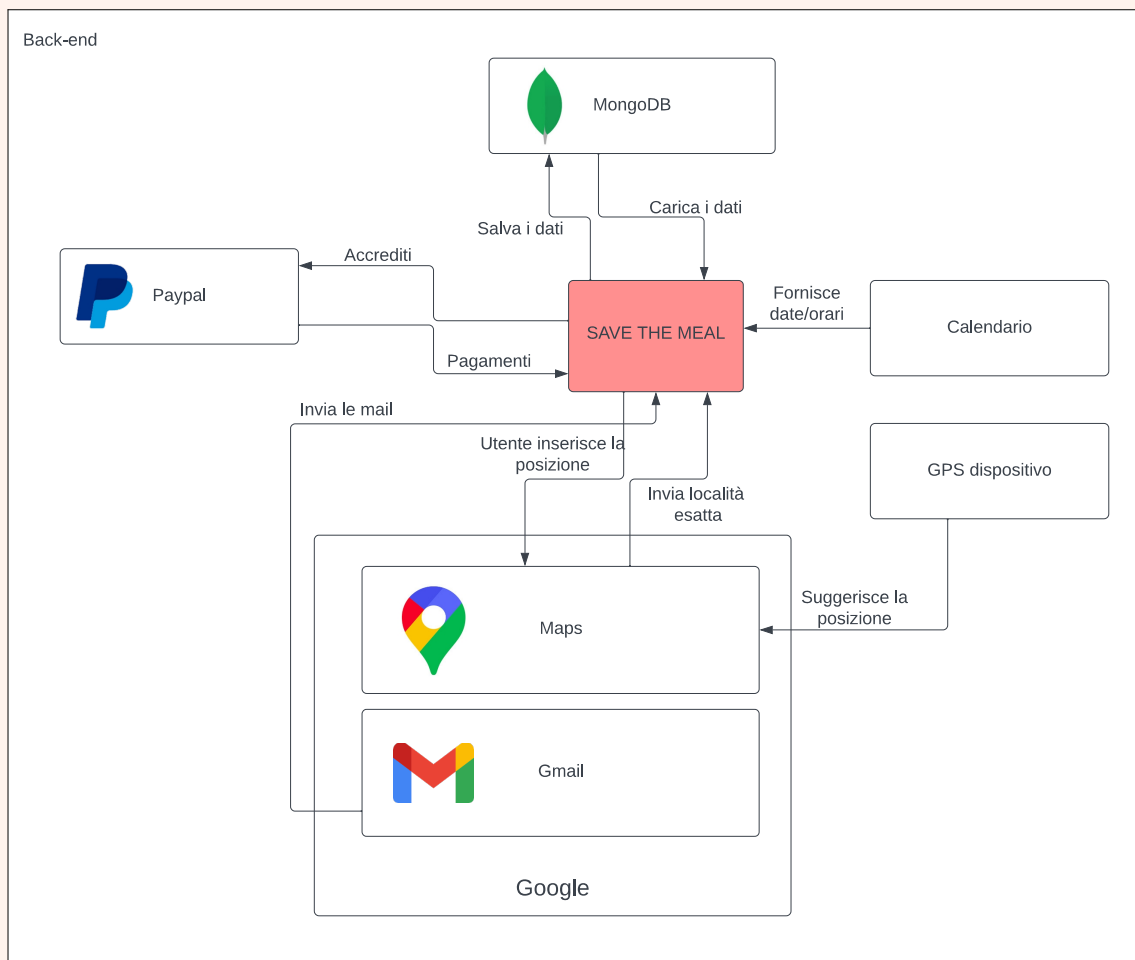 Back-end
MongoDB
Salva i dati
Carica i dati
Accrediti
Paypal
Pagamenti
SAVE THE MEAL
Fornisce
date/orari
Calendario
Invia le mail
Utente inserisce la
posizione
Invia località
esatta
GPS dispositivo
Suggerisce la
posizione
Maps
Gmail
Google